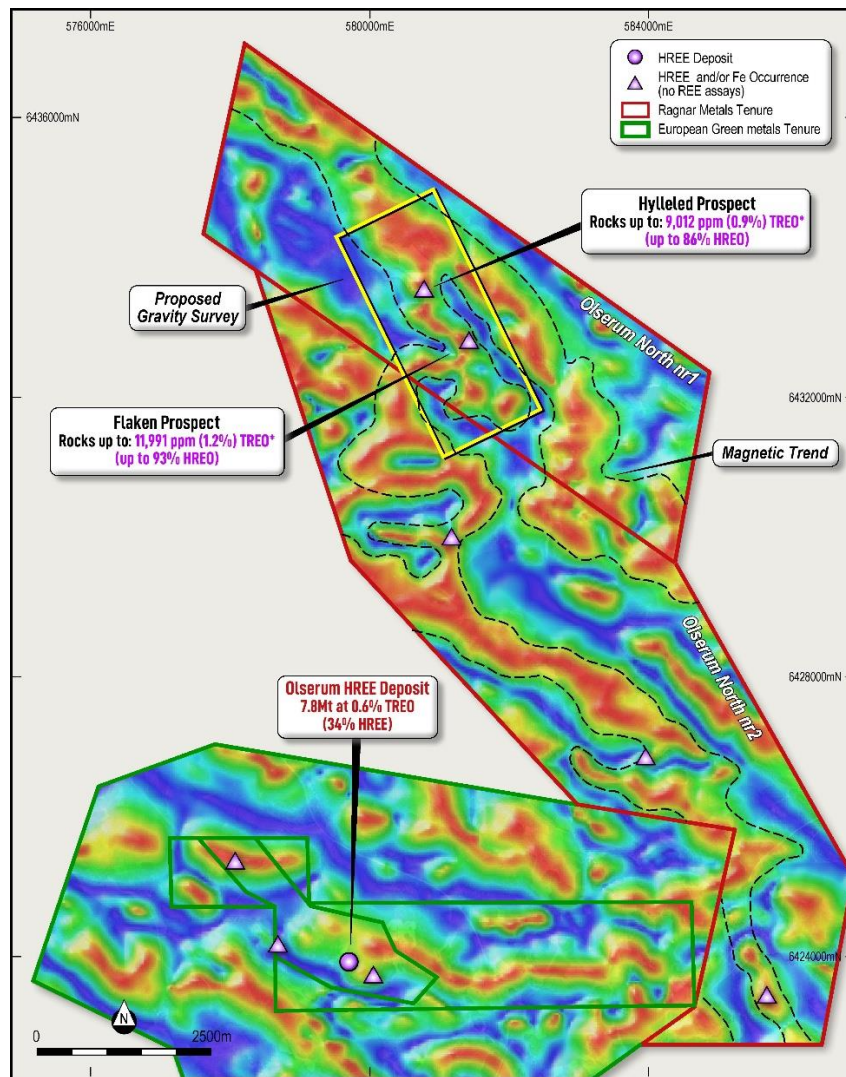 576000mE
580000mE
584000mE
HREE Deposit
HREE and/or Fe Occurrence
(no REE assays)
Ragnar Metals Tenure
European Green metals Tenure
6436000mN
Hylleled Prospect
Rocks up to: 9,012 ppm (0.9%) TREO*
(up to 86% HREO)
Proposed
Gravity Survey
Olserum North nr1
6432000mN
Flaken Prospect
Rocks up to: 11,991 ppm (1.2%) TREO*
(up to 93% HREO)
Magnetic Trend
Olserum North nr2
6428000mN
Olserum HREE Deposit
7.8Mt at 0.6% TREO
(34% HREE)
6424000mN
N
0
2500m